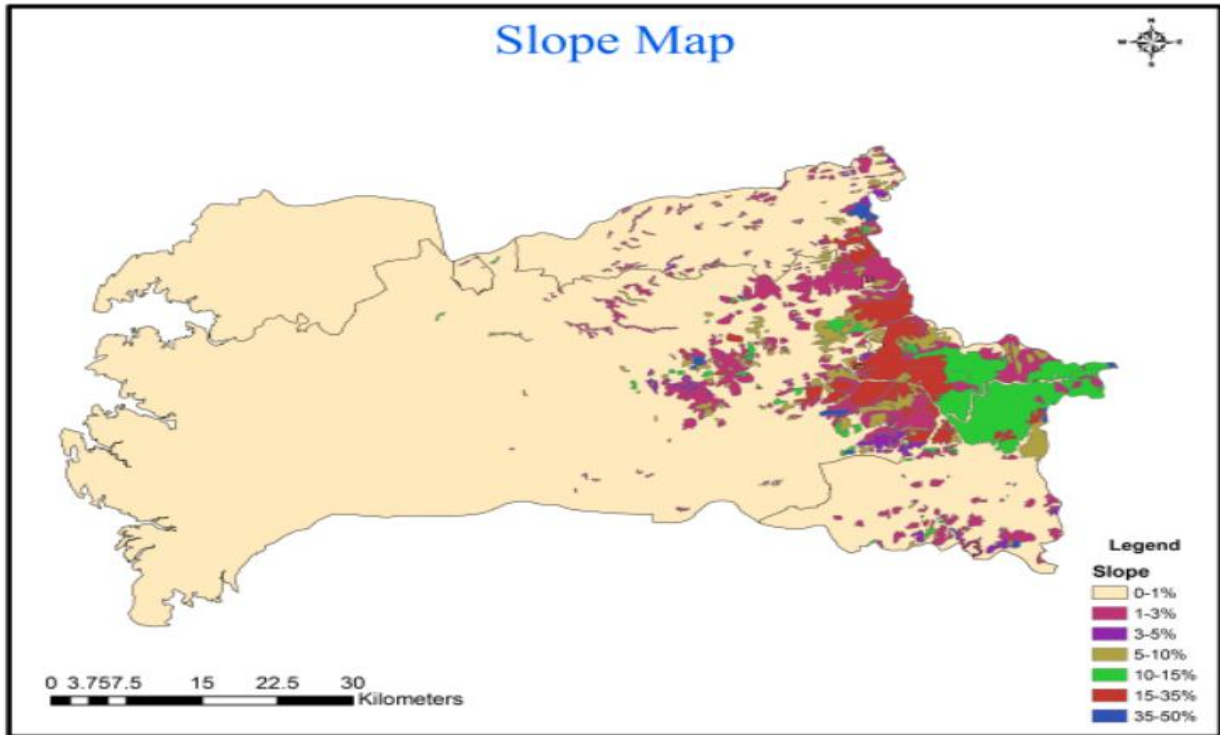 Slope Map
N
W E
S
Legend
Slope
0-1%
1-3%
3-5%
5-10%
10-15%
15-35%
35-50%
0 3.757.5 15 22.5 30
Kilometers